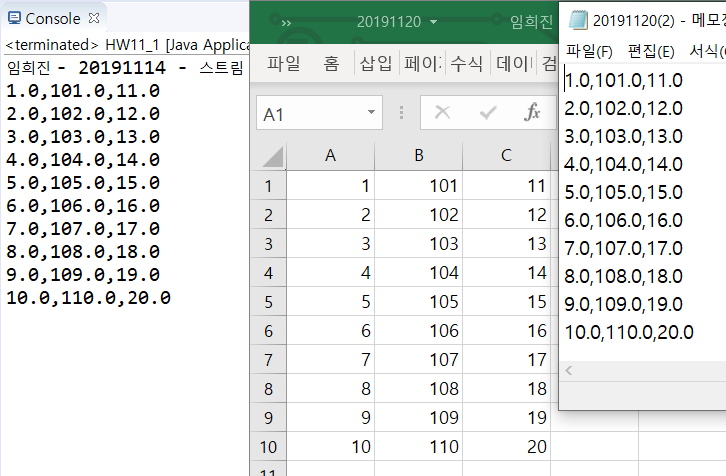 Console
<terminated> HW11_1 [Java Applic
임희진 - 20191114 - 스트림
1.0,101.0,11.0
2.0,102.0,12.0
3.0,103.0,13.0
4.0,104.0,14.0
5.0,105.0,15.0
6.0,106.0,16.0
7.0,107.0,17.0
8.0,108.0,18.0
9.0,109.0,19.0
10.0,110.0,20.0
20191120 임희진
파일 홈 삽입 페이지 수식 데이터 검
A1 fx
A B C
1 1 101 11
2 2 102 12
3 3 103 13
4 4 104 14
5 5 105 15
6 6 106 16
7 7 107 17
8 8 108 18
9 9 109 19
10 10 110 20
11
20191120(2) - 메모장
파일(F) 편집(E) 서식(
1.0,101.0,11.0
2.0,102.0,12.0
3.0,103.0,13.0
4.0,104.0,14.0
5.0,105.0,15.0
6.0,106.0,16.0
7.0,107.0,17.0
8.0,108.0,18.0
9.0,109.0,19.0
10.0,110.0,20.0